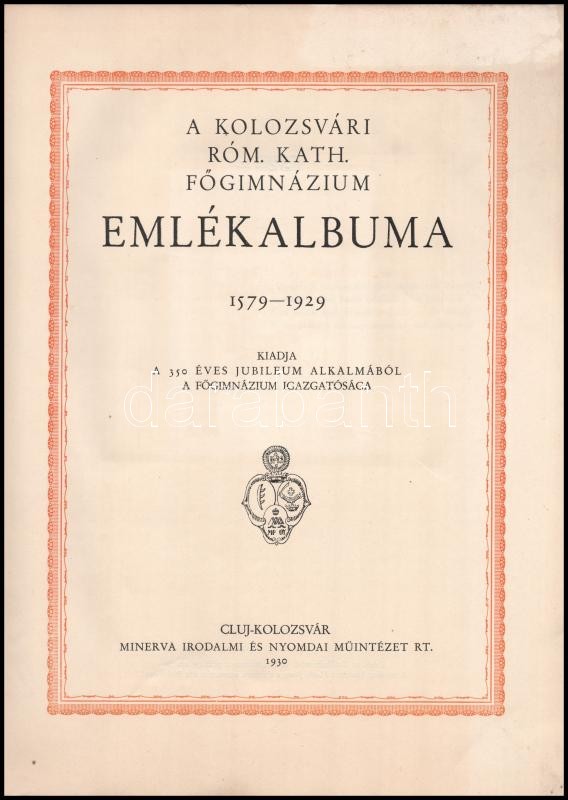 A KOLOZSVÁRI
RÓM. KATH.
FŐGIMNÁZIUM
EMLÉKALBUMA
1579—1929
KIADJA
A 350 ÉVES JUBILEUM ALKALMÁBÓL
A FŐGIMNÁZIUM IGAZGATÓSÁGA
darabanth
CLUJ-KOLOZSVÁR
MINERVA IRODALMI ÉS NYOMDAI MŰINTÉZET RT.
1930